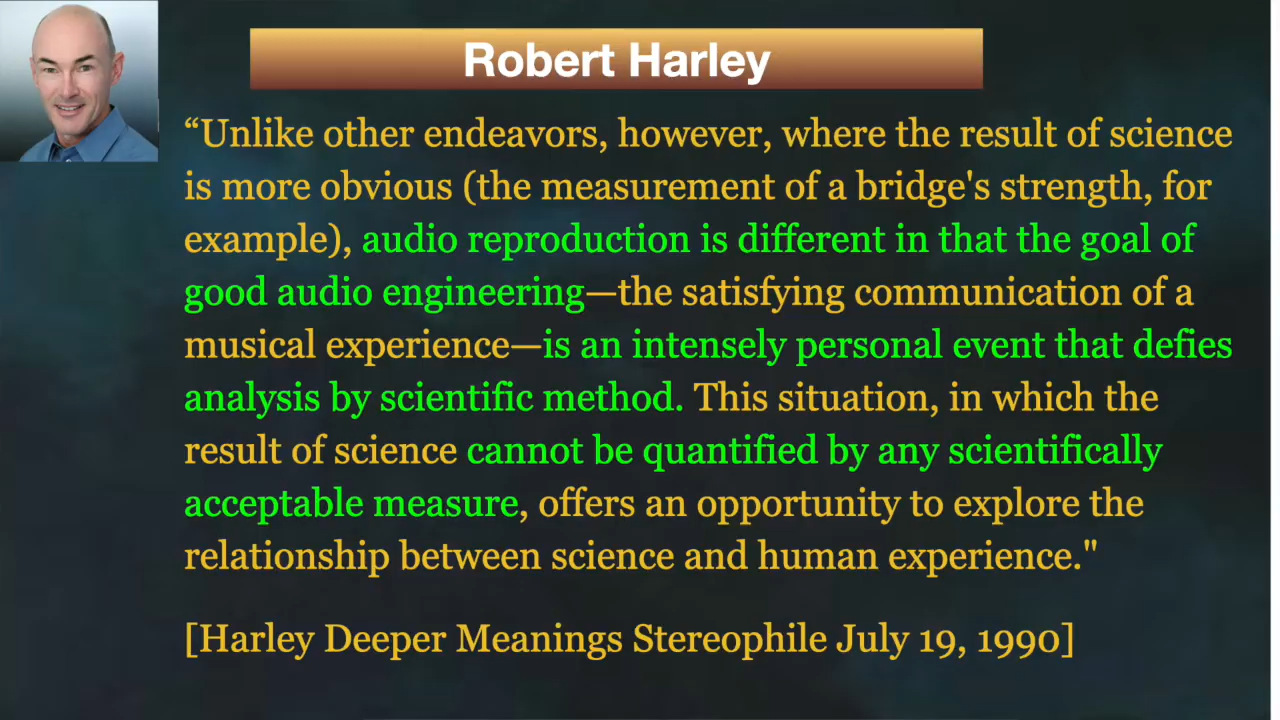 Robert Harley
“Unlike other endeavors, however, where the result of science
is more obvious (the measurement of a bridge's strength, for
example), audio reproduction is different in that the goal of
good audio engineering—the satisfying communication of a
musical experience—is an intensely personal event that defies
analysis by scientific method. This situation, in which the
result of science cannot be quantified by any scientifically
acceptable measure, offers an opportunity to explore the
relationship between science and human experience."
[Harley Deeper Meanings Stereophile July 19, 1990]